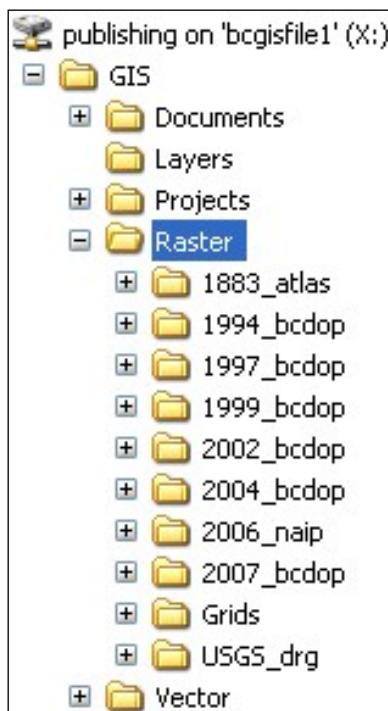 publishing on 'bcgisfile1' (X:)
GIS
Documents
Layers
Projects
Raster
1883_atlas
1994_bcdop
1997_bcdop
1999_bcdop
2002_bcdop
2004_bcdop
2006_naip
2007_bcdop
Grids
USGS_drg
Vector